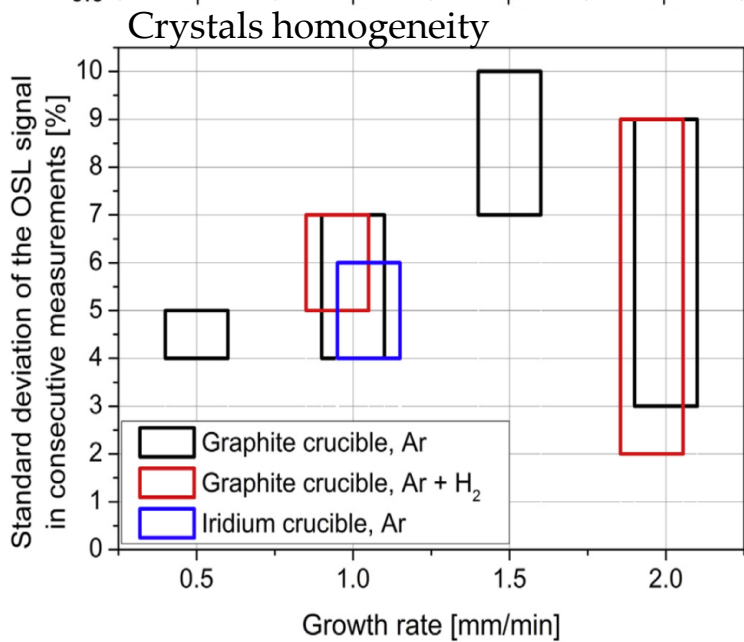 Crystals homogeneity
Standard deviation of the OSL signal
in consecutive measurements [%]
10
9
8
7
6
5
4
3
2
1
0
Graphite crucible, Ar
Graphite crucible, Ar + H₂
Iridium crucible, Ar
0.5 1.0 1.5 2.0
Growth rate [mm/min]